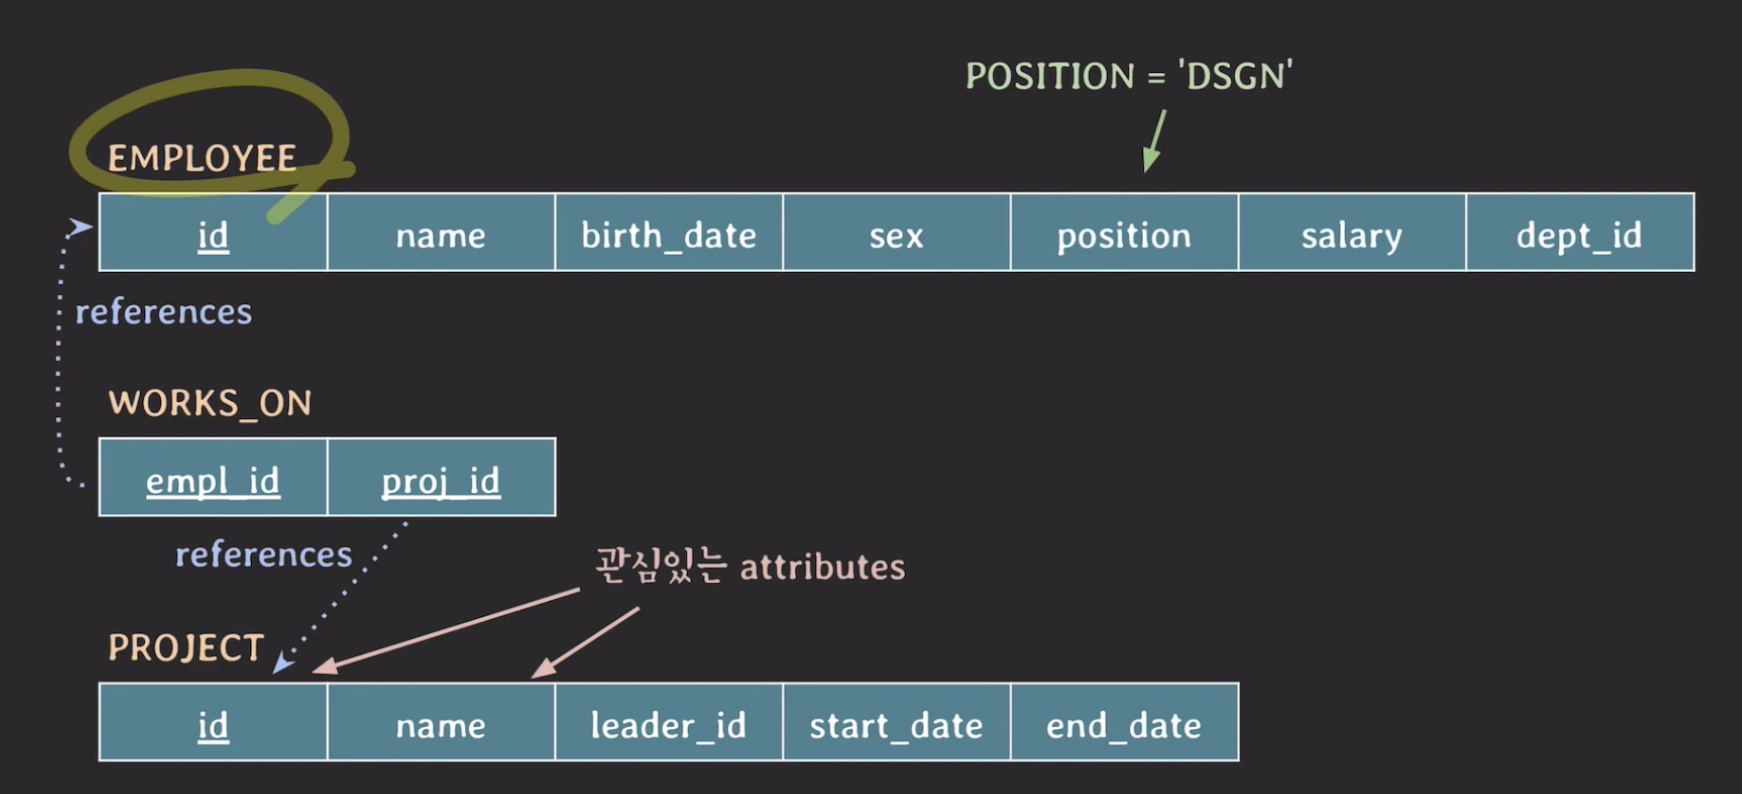 POSITION = 'DSGN'
EMPLOYEE
id name birth_date sex position salary dept_id
references
WORKS_ON
empl_id proj_id
references
관심있는 attributes
PROJECT
id name leader_id start_date end_date